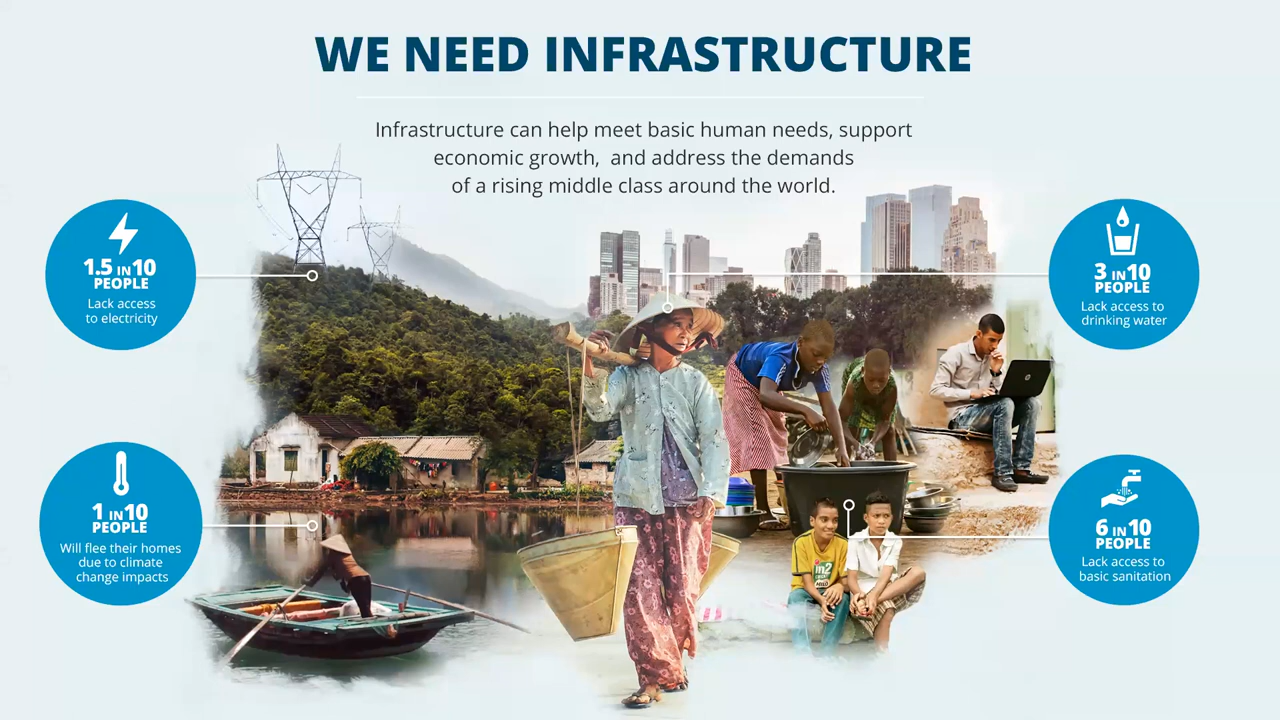 WE NEED INFRASTRUCTURE
Infrastructure can help meet basic human needs, support
economic growth, and address the demands
of a rising middle class around the world.
1.5 IN 10
PEOPLE
Lack access
to electricity
3 IN 10
PEOPLE
Lack access to
drinking water
1 IN 10
PEOPLE
Will flee their homes
due to climate
change impacts
6 IN 10
PEOPLE
Lack access to
basic sanitation
in2